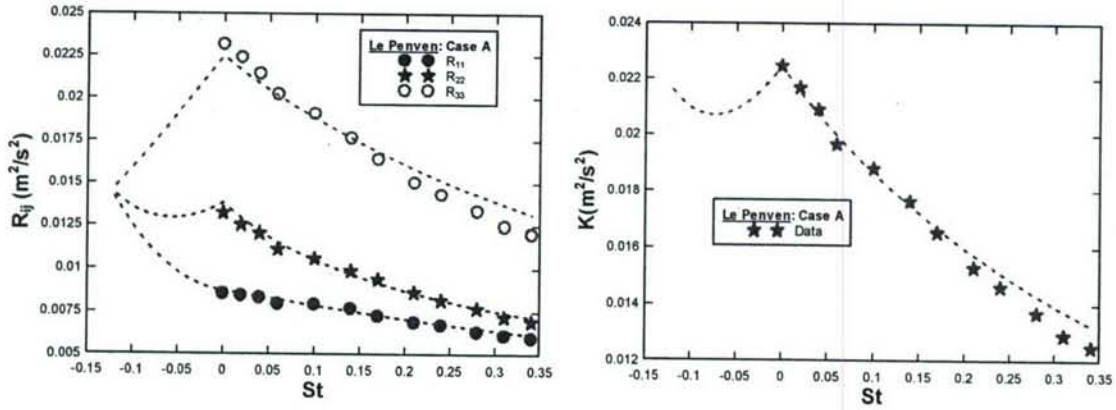 0.025
0.0225
0.02
0.0175
0.015
0.0125
0.01
0.0075
0.005
R_ij (m²/s²)
-0.15 -0.1 -0.05 0 0.05 0.1 0.15 0.2 0.25 0.3 0.35
St
Le Penven: Case A
R₁₁
R₂₂
R₃₃
0.024
0.022
0.02
0.018
0.016
0.014
0.012
K(m²/s²)
-0.15 -0.1 -0.05 0 0.05 0.1 0.15 0.2 0.25 0.3 0.35
St
Le Penven: Case A
Data